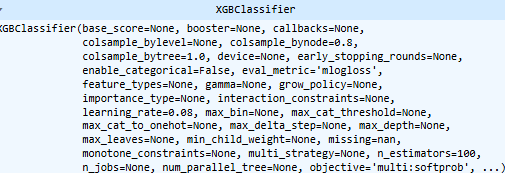 XGBClassifier
XGBClassifier(base_score=None, booster=None, callbacks=None,
colsample_bylevel=None, colsample_bynode=0.8,
colsample_bytree=1.0, device=None, early_stopping_rounds=None,
enable_categorical=False, eval_metric='mlogloss',
feature_types=None, gamma=None, grow_policy=None,
importance_type=None, interaction_constraints=None,
learning_rate=0.08, max_bin=None, max_cat_threshold=None,
max_cat_to_onehot=None, max_delta_step=None, max_depth=None,
max_leaves=None, min_child_weight=None, missing=nan,
monotone_constraints=None, multi_strategy=None, n_estimators=100,
n_jobs=None, num_parallel_tree=None, objective='multi:softprob', ...)